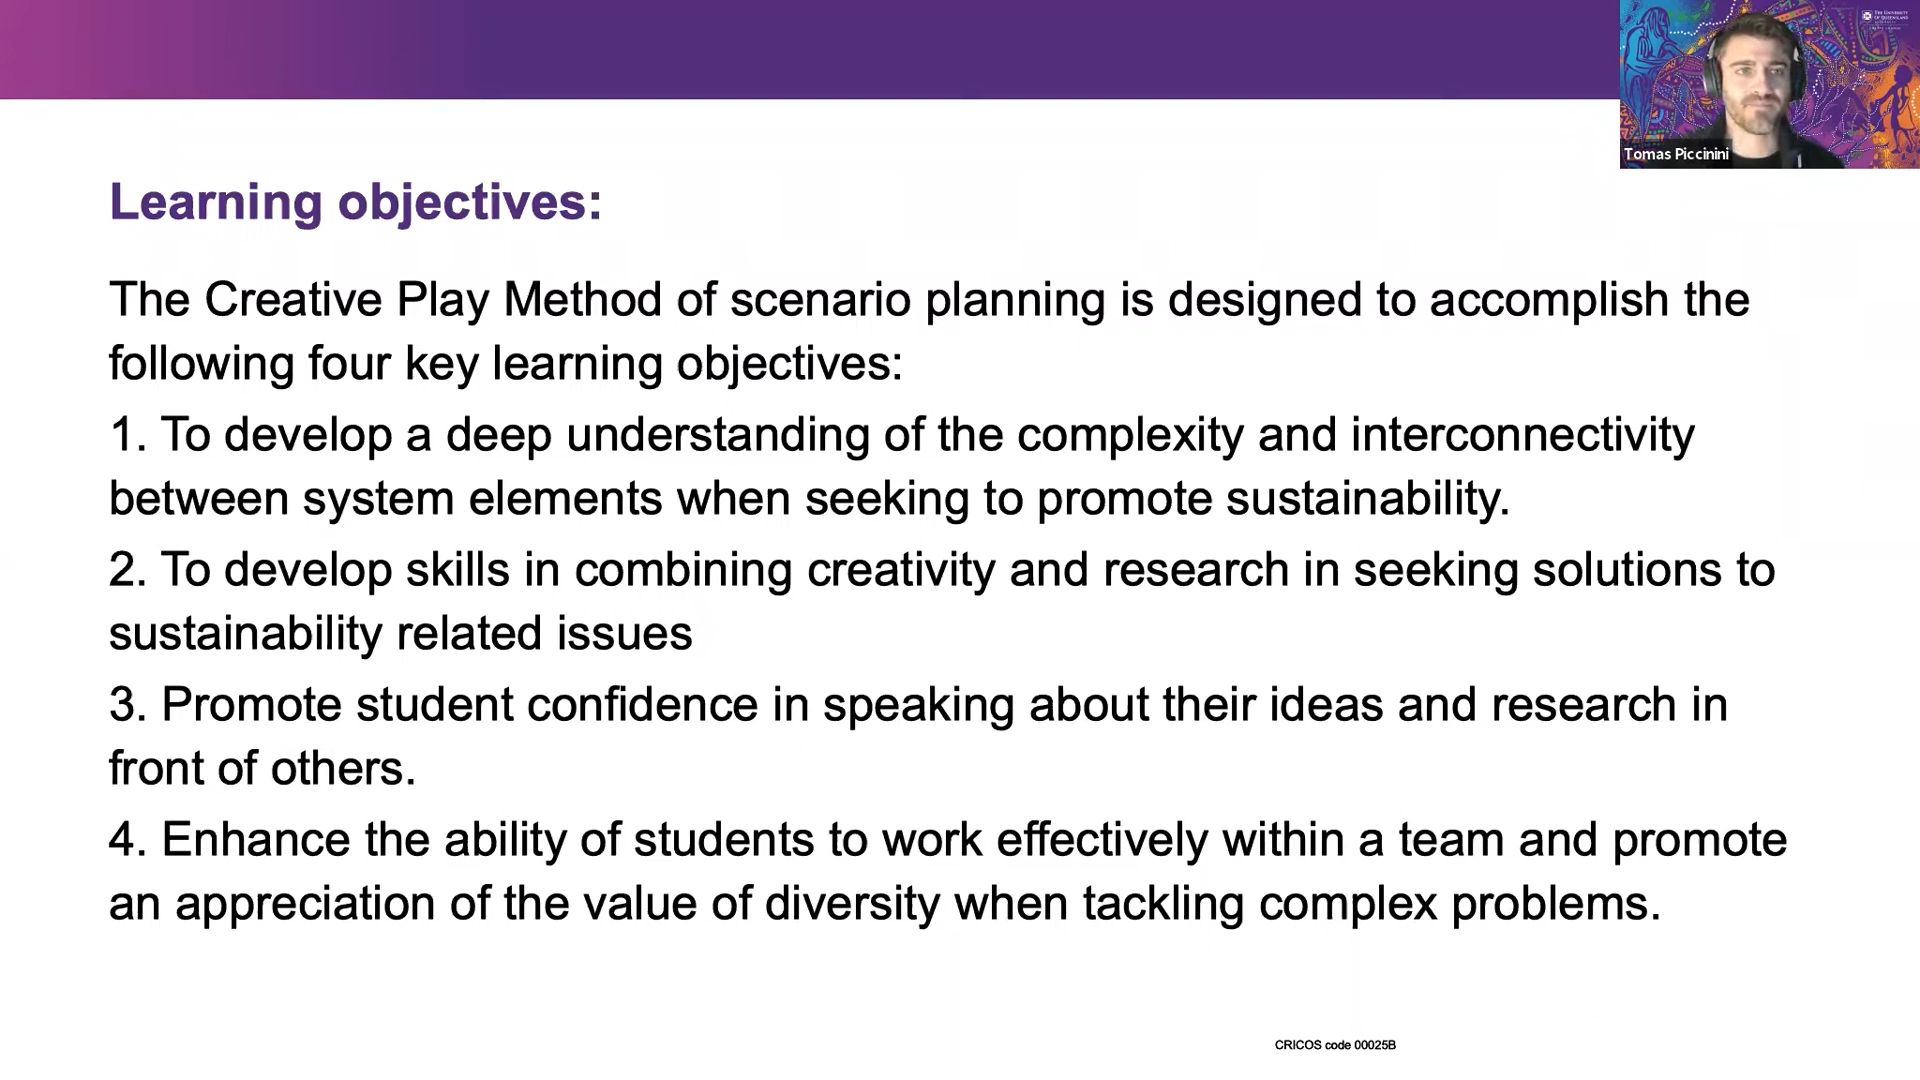 THE UNIVERSITY
OF QUEENSLAND
Tomas Piccinini
Learning objectives:
The Creative Play Method of scenario planning is designed to accomplish the
following four key learning objectives:
1. To develop a deep understanding of the complexity and interconnectivity
between system elements when seeking to promote sustainability.
2. To develop skills in combining creativity and research in seeking solutions to
sustainability related issues
3. Promote student confidence in speaking about their ideas and research in
front of others.
4. Enhance the ability of students to work effectively within a team and promote
an appreciation of the value of diversity when tackling complex problems.
CRICOS code 00025B